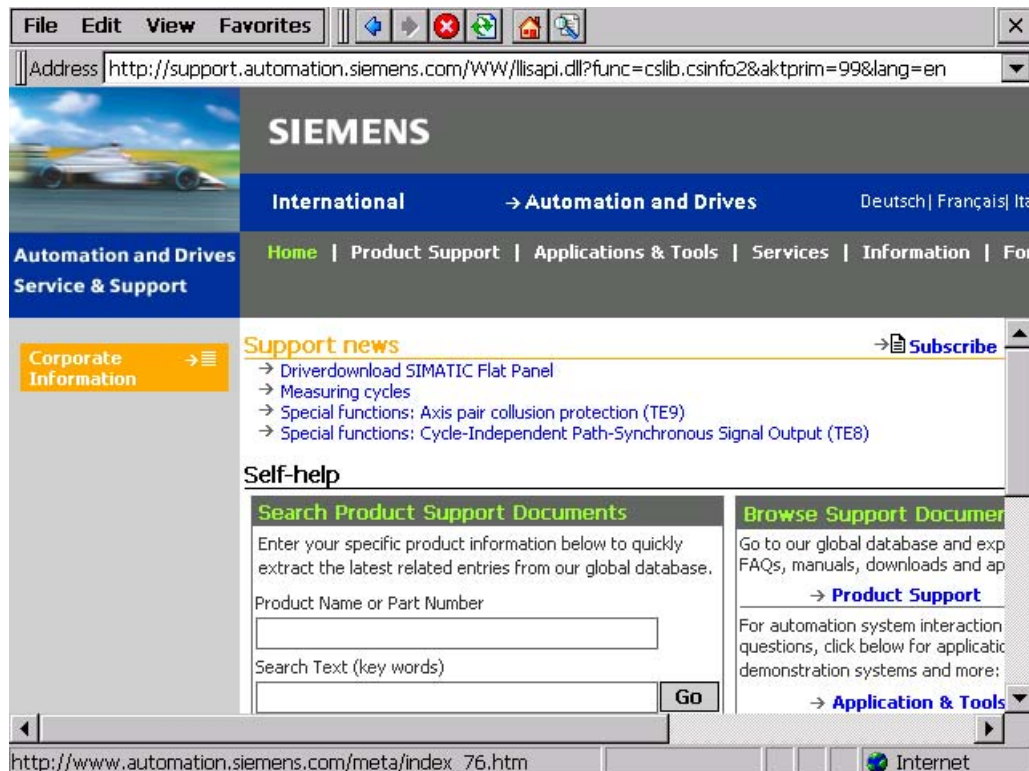 File Edit View Favorites
Address http://support.automation.siemens.com/WW/llisapi.dll?func=cslib.csinfo2&aktprim=99&lang=en
SIEMENS
International → Automation and Drives Deutsch| Français| Ita
Automation and Drives
Service & Support
Home | Product Support | Applications & Tools | Services | Information | For
Corporate
Information
Support news → Subscribe
→ Driverdownload SIMATIC Flat Panel
→ Measuring cycles
→ Special functions: Axis pair collusion protection (TE9)
→ Special functions: Cycle-Independent Path-Synchronous Signal Output (TE8)
Self-help
Search Product Support Documents
Enter your specific product information below to quickly
extract the latest related entries from our global database.
Product Name or Part Number
Search Text (key words)
Go
Browse Support Documer
Go to our global database and exp
FAQs, manuals, downloads and ap
→ Product Support
For automation system interaction
questions, click below for applicatic
demonstration systems and more:
→ Application & Tools
http://www.automation.siemens.com/meta/index_76.htm Internet